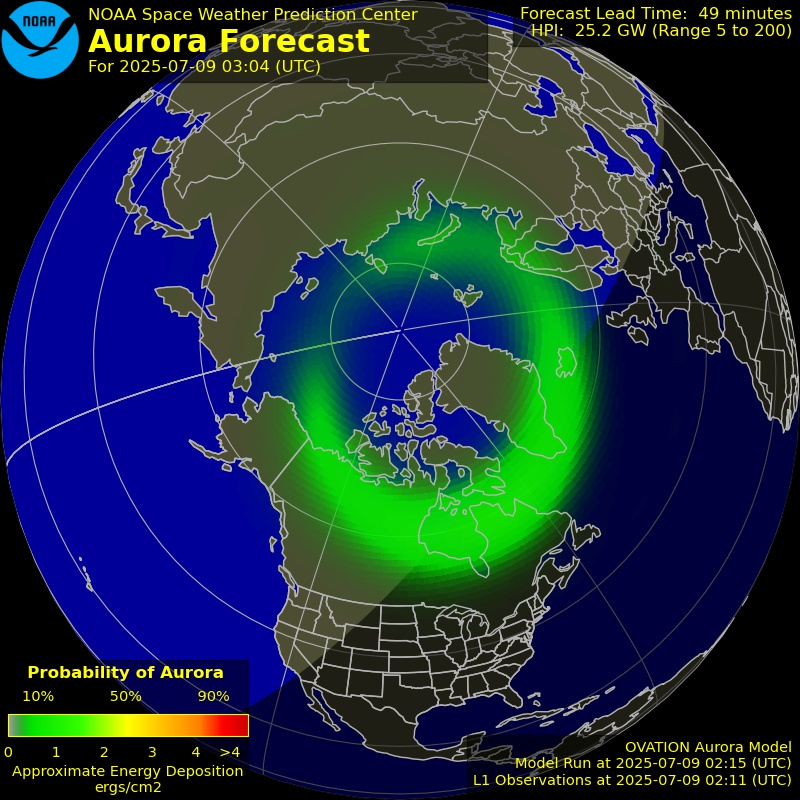 NOAA
NOAA Space Weather Prediction Center
Aurora Forecast
For 2025-07-09 03:04 (UTC)
Forecast Lead Time: 49 minutes
HPI: 25.2 GW (Range 5 to 200)
Probability of Aurora
10% 50% 90%
0 1 2 3 4 >4
Approximate Energy Deposition
ergs/cm2
OVATION Aurora Model
Model Run at 2025-07-09 02:15 (UTC)
L1 Observations at 2025-07-09 02:11 (UTC)